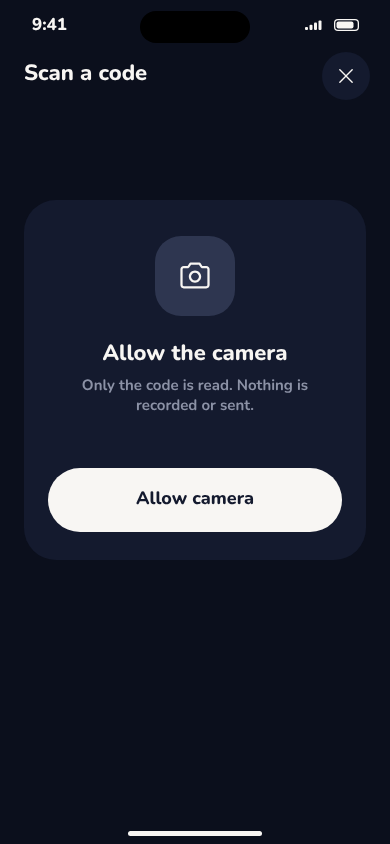 9:41
Scan a code
Allow the camera
Only the code is read. Nothing is
recorded or sent.
Allow camera